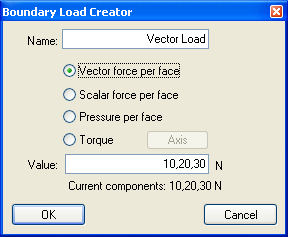 Boundary Load Creator
Name: Vector Load
Vector force per face
Scalar force per face
Pressure per face
Torque Axis
Value: 10,20,30 N
Current components: 10,20,30 N
OK Cancel